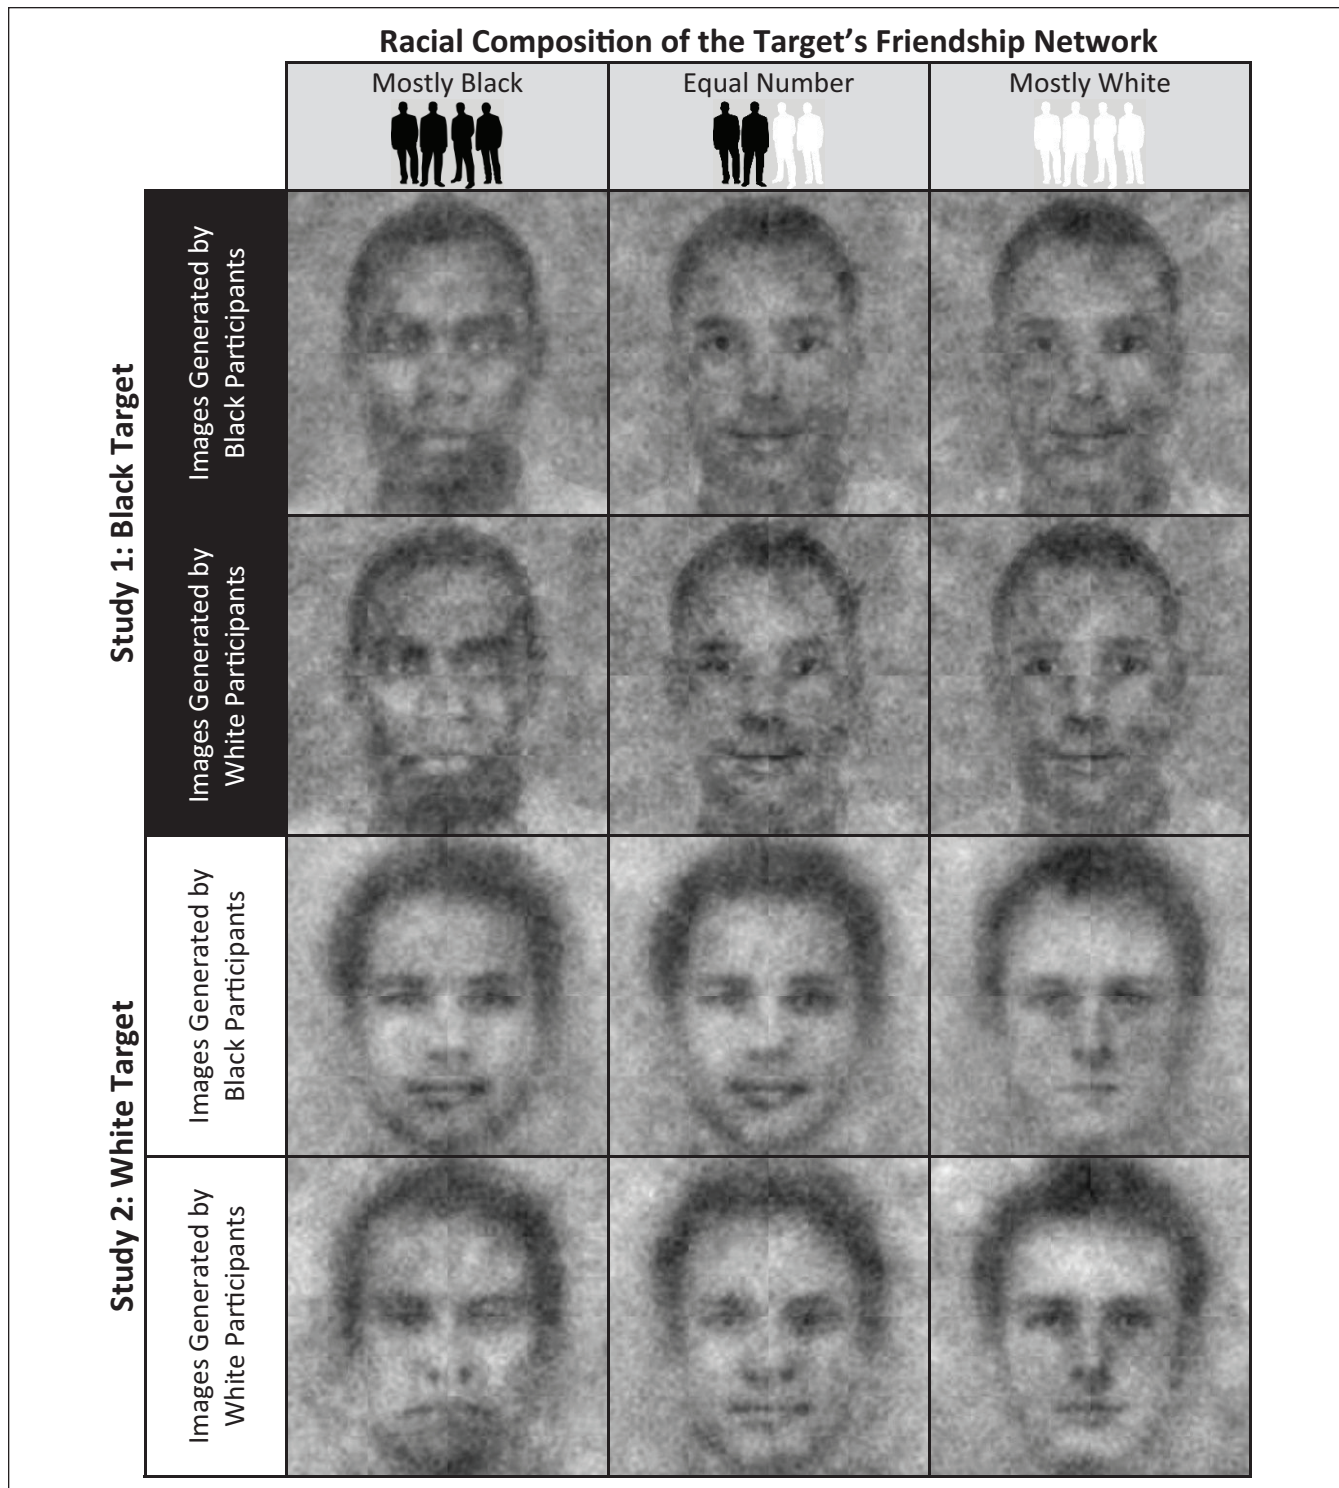 Racial Composition of the Target's Friendship Network
Mostly Black
Equal Number
Mostly White
Study 1: Black Target
Images Generated by
Black Participants
Images Generated by
White Participants
Study 2: White Target
Images Generated by
Black Participants
Images Generated by
White Participants